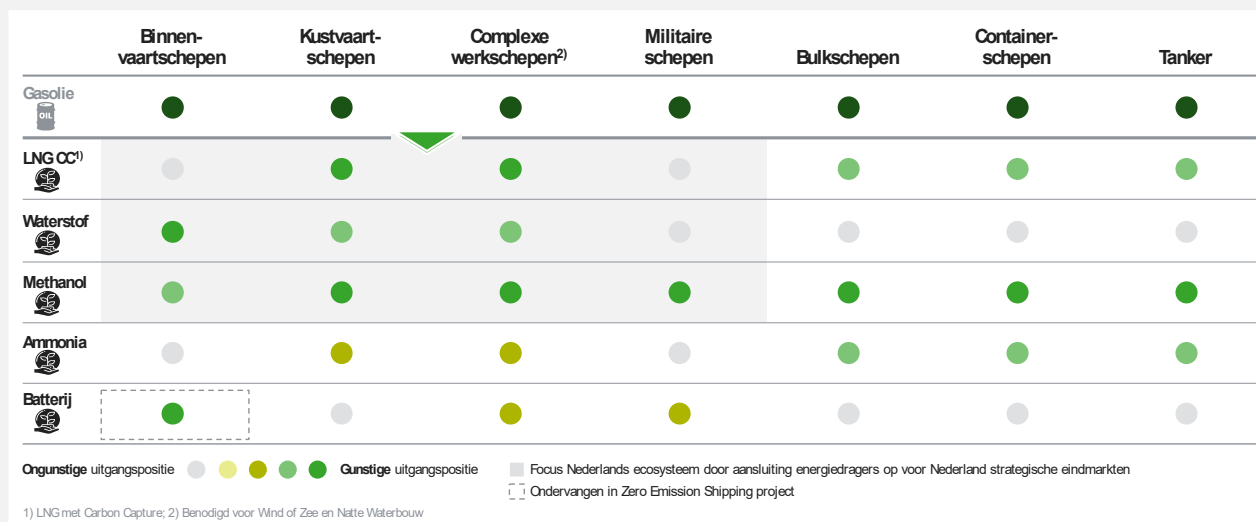 Binnen-
vaartschepen
Kustvaart-
schepen
Complexe
werkschepen2)
Militaire
schepen
Bulkschepen
Container-
schepen
Tanker
Gasolie
OIL
LNG CC1)
Waterstof
Methanol
Ammonia
Batterij
Ongunstige uitgangspositie
Gunstige uitgangspositie
Focus Nederlands ecosysteem door aansluiting energiedragers op voor Nederland strategische eindmarkten
Ondervangen in Zero Emission Shipping project
1) LNG met Carbon Capture; 2) Benodigd voor Wind of Zee en Natte Waterbouw